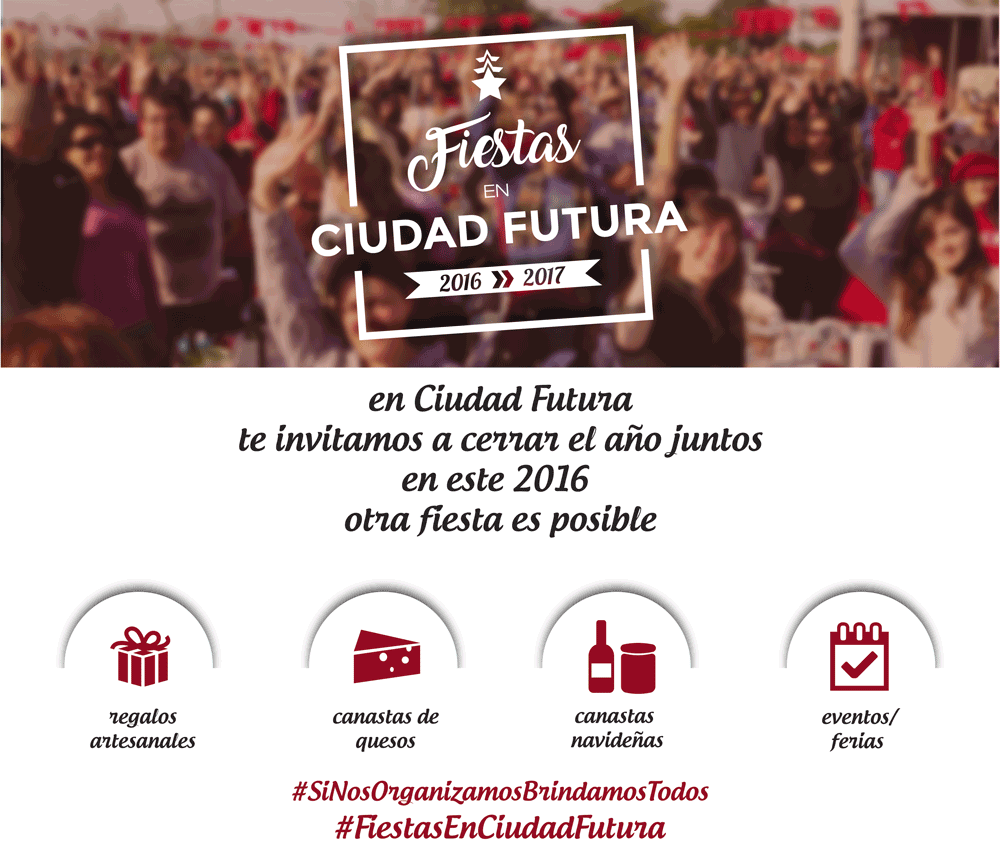 Fiestas
EN
CIUDAD FUTURA
2016 » 2017
en Ciudad Futura
te invitamos a cerrar el año juntos
en este 2016
otra fiesta es posible
regalos
artesanales
canastas de
quesos
canastas
navideñas
eventos/
ferias
#SiNosOrganizamosBrindamosTodos
#FiestasEnCiudadFutura